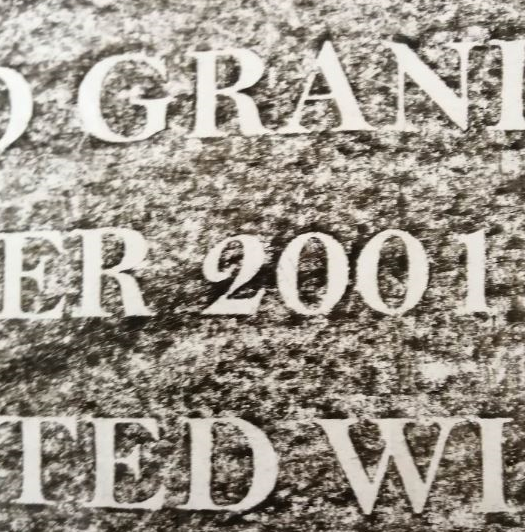 D GRANI
ER 2001
TED WI